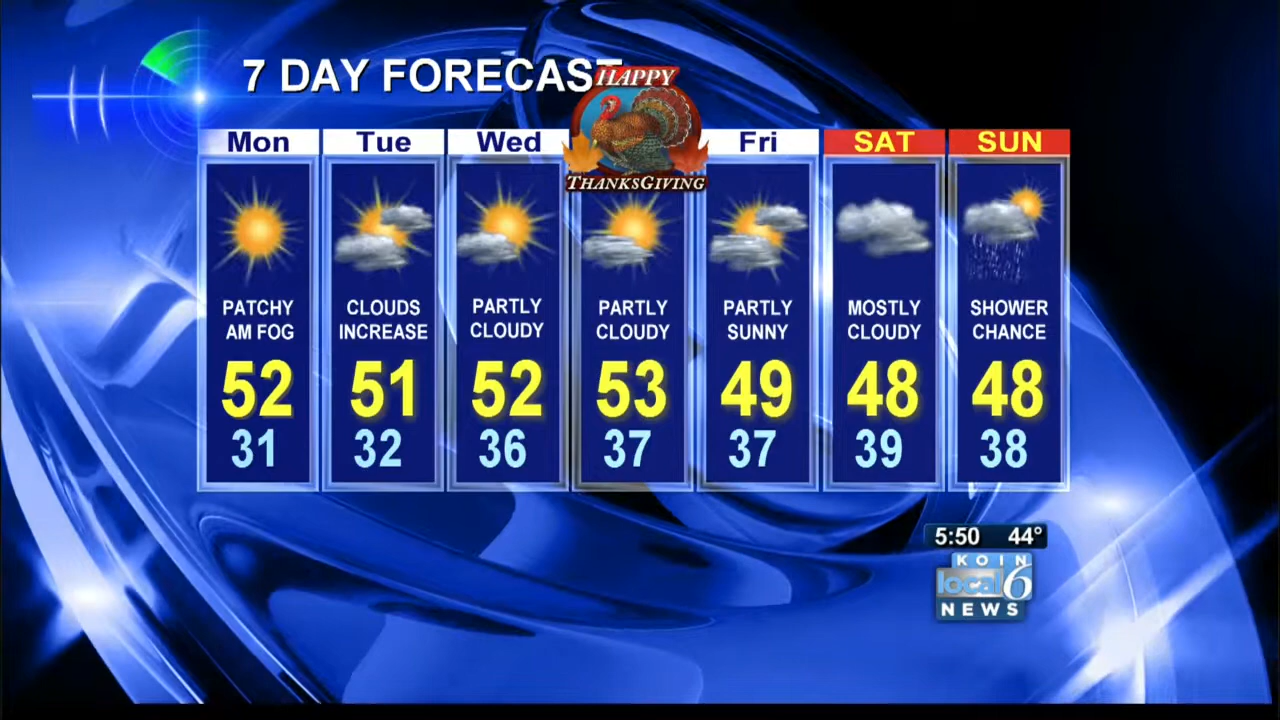 7 DAY FORECAST
HAPPY
THANKSGIVING
Mon
Tue
Wed
Fri
SAT
SUN
PATCHY
AM FOG
52
31
CLOUDS
INCREASE
51
32
PARTLY
CLOUDY
52
36
PARTLY
CLOUDY
53
37
PARTLY
SUNNY
49
37
MOSTLY
CLOUDY
48
39
SHOWER
CHANCE
48
38
5:50 44°
KOIN
local 6
NEWS